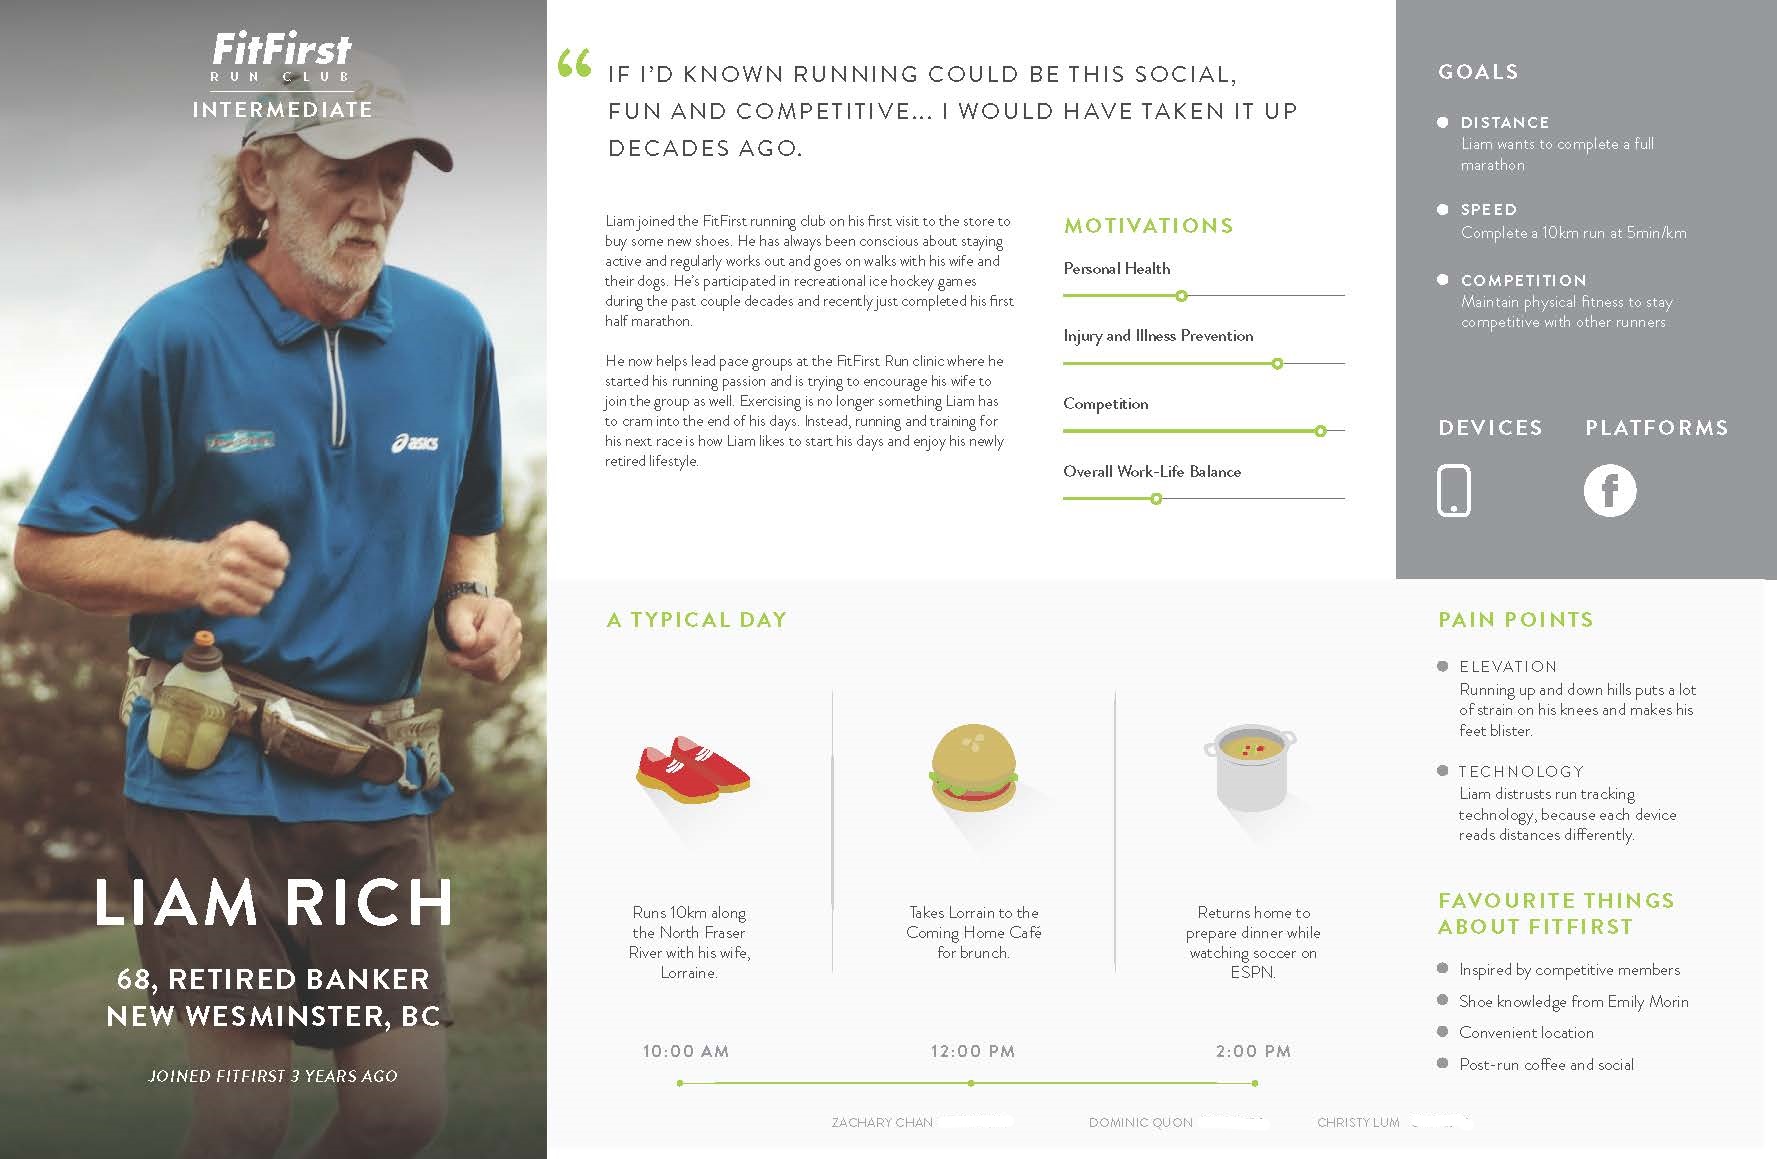 FitFirst
RUN CLUB
INTERMEDIATE
asics
LIAM RICH
68, RETIRED BANKER
NEW WESMINSTER, BC
JOINED FITFIRST 3 YEARS AGO
“ IF I’D KNOWN RUNNING COULD BE THIS SOCIAL,
FUN AND COMPETITIVE... I WOULD HAVE TAKEN IT UP
DECADES AGO.
Liam joined the FitFirst running club on his first visit to the store to
buy some new shoes. He has always been conscious about staying
active and regularly works out and goes on walks with his wife and
their dogs. He’s participated in recreational ice hockey games
during the past couple decades and recently just completed his first
half marathon.
He now helps lead pace groups at the FitFirst Run clinic where he
started his running passion and is trying to encourage his wife to
join the group as well. Exercising is no longer something Liam has
to cram into the end of his days. Instead, running and training for
his next race is how Liam likes to start his days and enjoy his newly
retired lifestyle.
MOTIVATIONS
Personal Health
Injury and Illness Prevention
Competition
Overall Work-Life Balance
GOALS
DISTANCE
Liam wants to complete a full
marathon
SPEED
Complete a 10km run at 5min/km
COMPETITION
Maintain physical fitness to stay
competitive with other runners
DEVICES
PLATFORMS
f
A TYPICAL DAY
Runs 10km along
the North Fraser
River with his wife,
Lorraine.
10:00 AM
Takes Lorrain to the
Coming Home Café
for brunch.
12:00 PM
Returns home to
prepare dinner while
watching soccer on
ESPN.
2:00 PM
PAIN POINTS
ELEVATION
Running up and down hills puts a lot
of strain on his knees and makes his
feet blister.
TECHNOLOGY
Liam distrusts run tracking
technology, because each device
reads distances differently.
FAVOURITE THINGS
ABOUT FITFIRST
Inspired by competitive members
Shoe knowledge from Emily Morin
Convenient location
Post-run coffee and social
ZACHARY CHAN
DOMINIC QUON
CHRISTY LUM